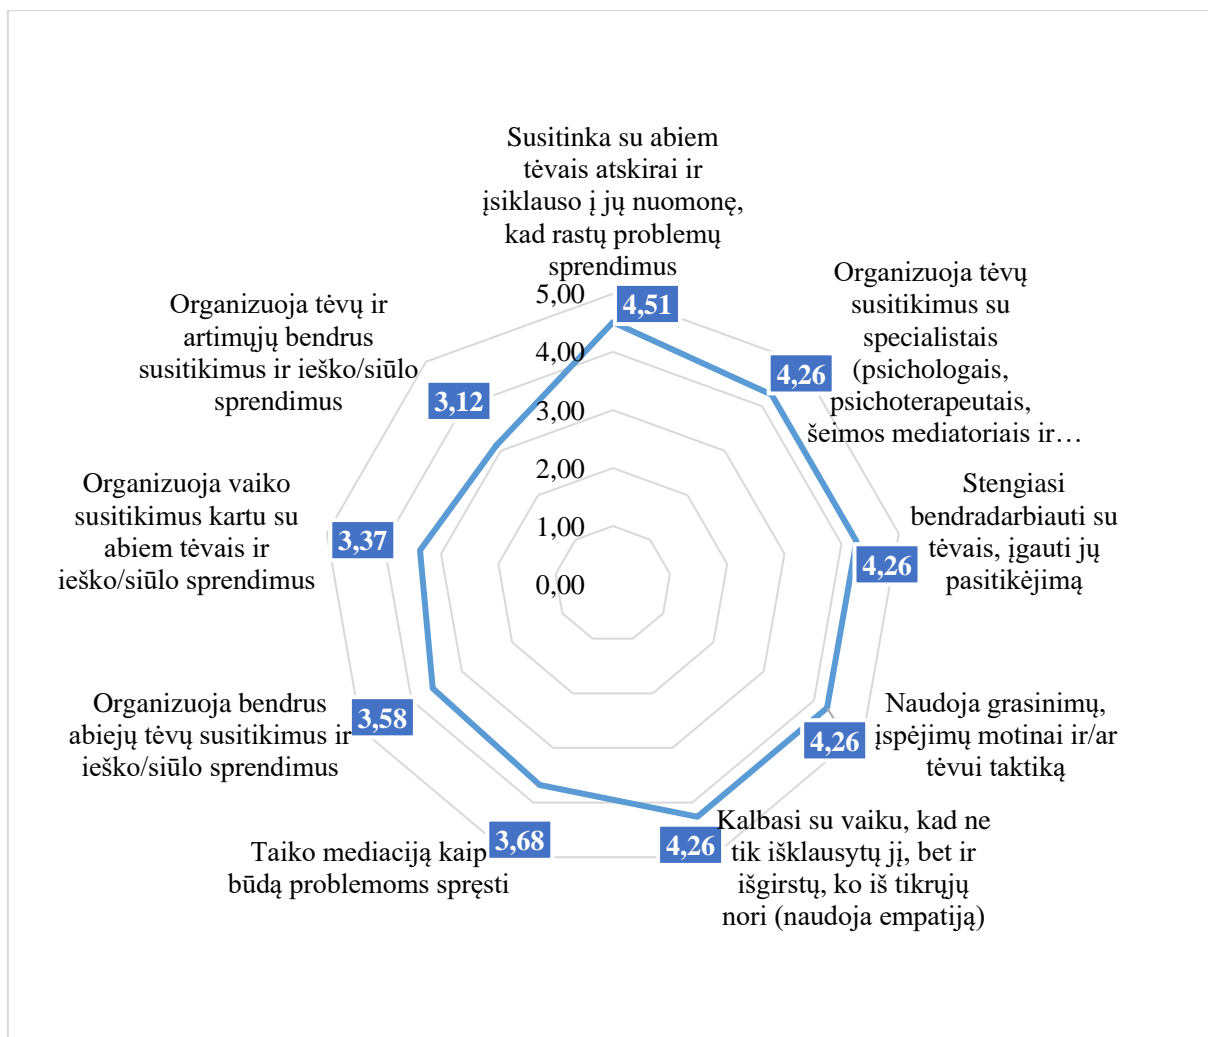 Susitinka su abiem
tėvais atskirai ir
įsiklauso į jų nuomonę,
kad rastų problemų
sprendimus
4,51
Organizuoja tėvų
susitikimus su
specialistais
(psichologais,
psichoterapeutais,
šeimos mediatoriais ir…
4,26
Stengiasi
bendradarbiauti su
tėvais, įgauti jų
pasitikėjimą
4,26
Naudoja grasinimų,
įspėjimų motinai ir/ar
tėvui taktiką
4,26
Kalbasi su vaiku, kad ne
tik išklausytų jį, bet ir
išgirstų, ko iš tikrųjų
nori (naudoja empatiją)
4,26
Taiko mediaciją kaip
būdą problemoms spręsti
3,68
Organizuoja bendrus
abiejų tėvų susitikimus ir
ieško/siūlo sprendimus
3,58
Organizuoja vaiko
susitikimus kartu su
abiem tėvais ir
ieško/siūlo sprendimus
3,37
Organizuoja tėvų ir
artimųjų bendrus
susitikimus ir ieško/siūlo
sprendimus
3,12
5,00
4,00
3,00
2,00
1,00
0,00